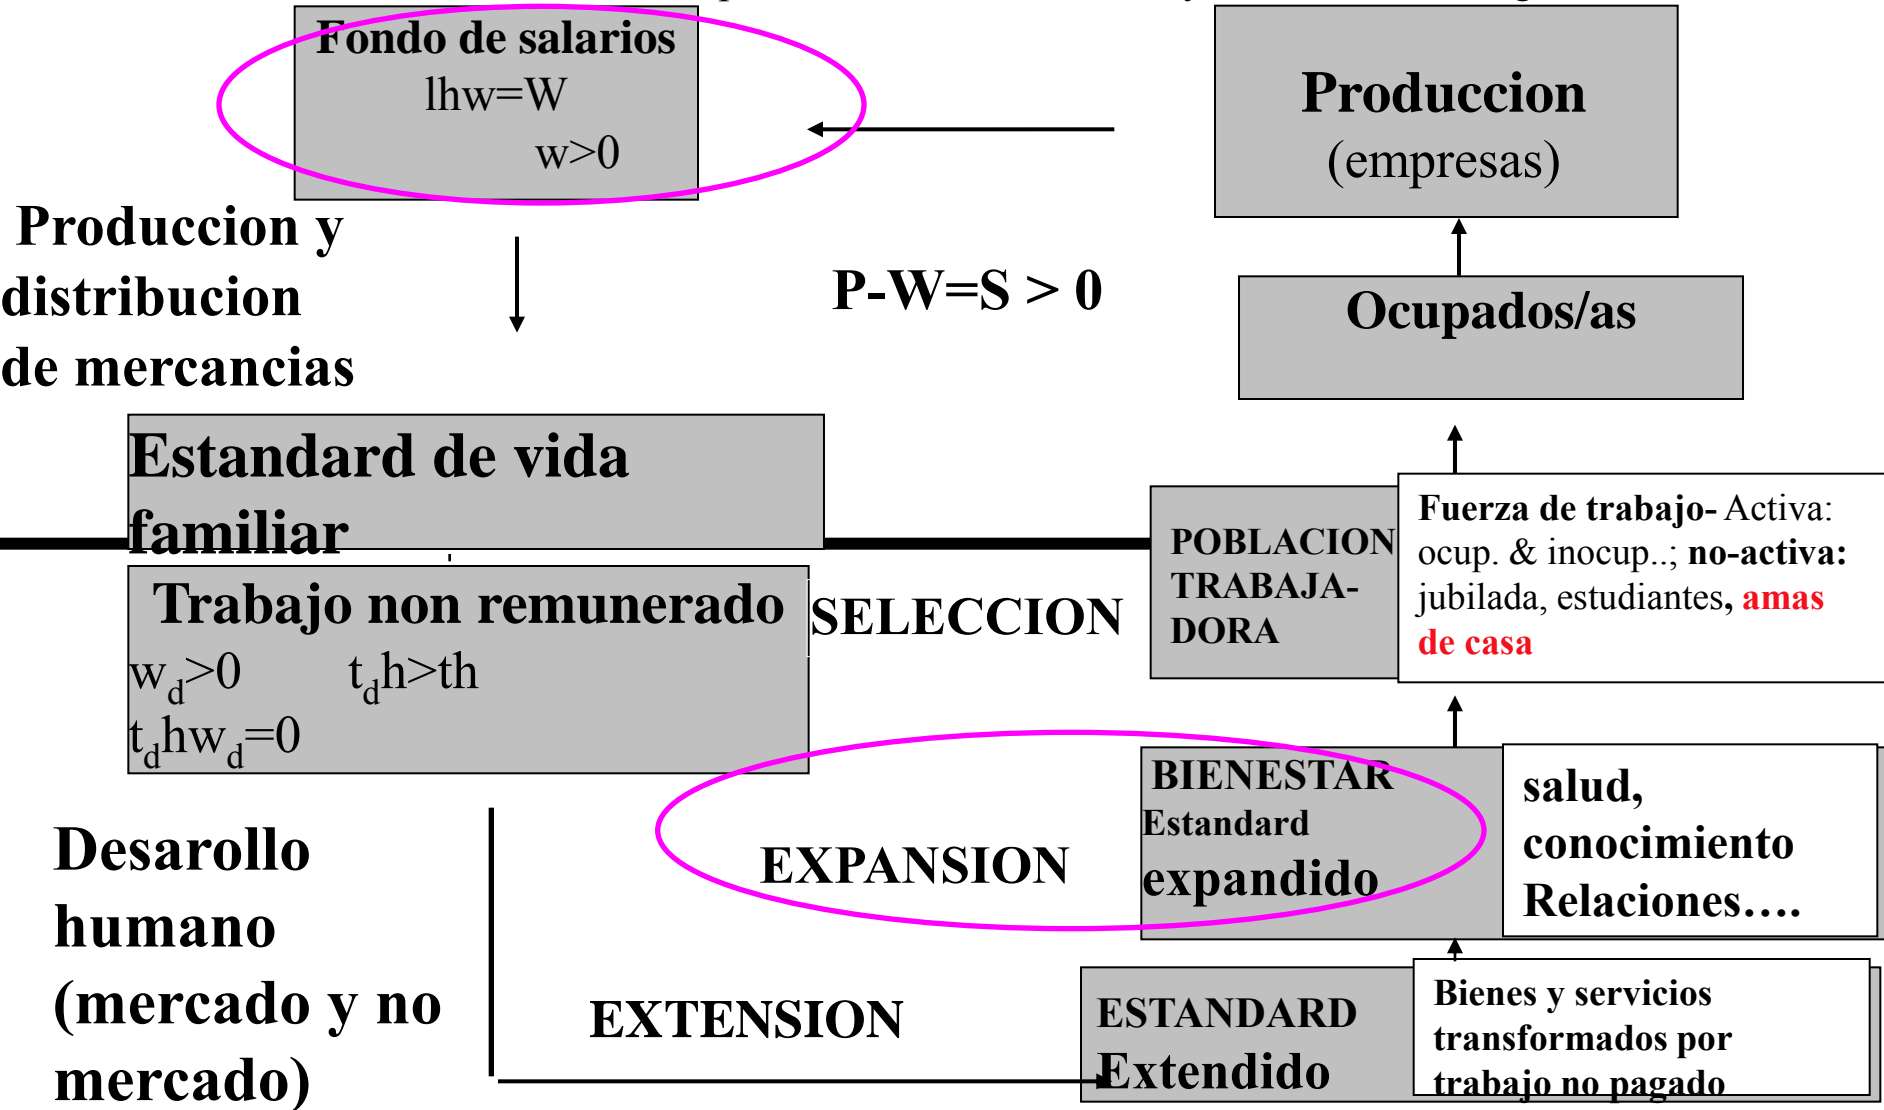 Fondo de salarios
lhw=W
w>0
Produccion
(empresas)
Produccion y
distribucion
de mercancias
P-W=S > 0
Ocupados/as
Estandard de vida
familiar
POBLACION
TRABAJA-
DORA
Fuerza de trabajo- Activa:
ocup. & inocup..; no-activa:
jubilada, estudiantes, amas
de casa
Trabajo non remunerado
w_d>0 t_dh>th
t_dhw_d=0
SELECCION
BIENESTAR
Estandard
expandido
salud,
conocimiento
Relaciones….
EXPANSION
Desarollo
humano
(mercado y no
mercado)
EXTENSION
ESTANDARD
Extendido
Bienes y servicios
transformados por
trabajo no pagado